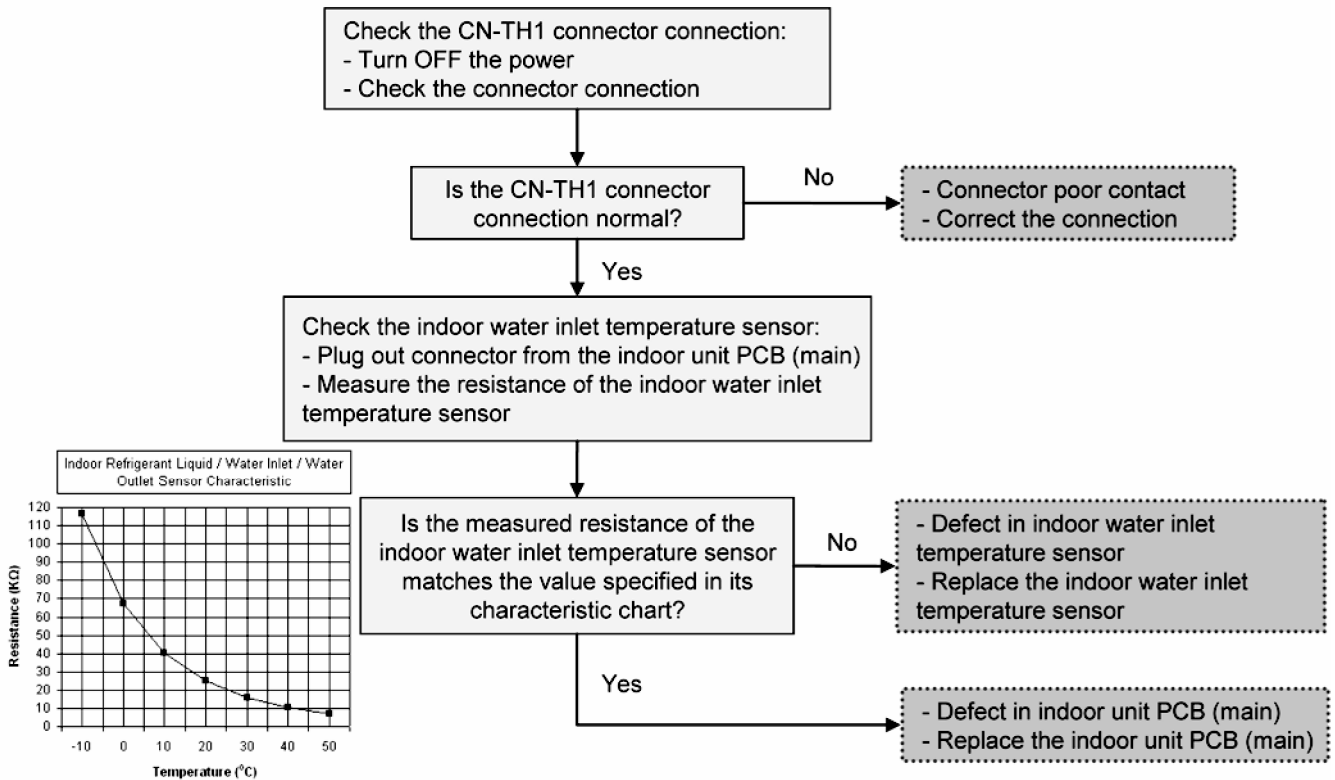 Check the CN-TH1 connector connection:
- Turn OFF the power
- Check the connector connection
Is the CN-TH1 connector
connection normal?
No
- Connector poor contact
- Correct the connection
Yes
Check the indoor water inlet temperature sensor:
- Plug out connector from the indoor unit PCB (main)
- Measure the resistance of the indoor water inlet
temperature sensor
Indoor Refrigerant Liquid / Water Inlet / Water
Outlet Sensor Characteristic
Resistance (KΩ)
120
110
100
90
80
70
60
50
40
30
20
10
0
-10 0 10 20 30 40 50
Temperature (⁰C)
Is the measured resistance of the
indoor water inlet temperature sensor
matches the value specified in its
characteristic chart?
No
- Defect in indoor water inlet
temperature sensor
- Replace the indoor water inlet
temperature sensor
Yes
- Defect in indoor unit PCB (main)
- Replace the indoor unit PCB (main)